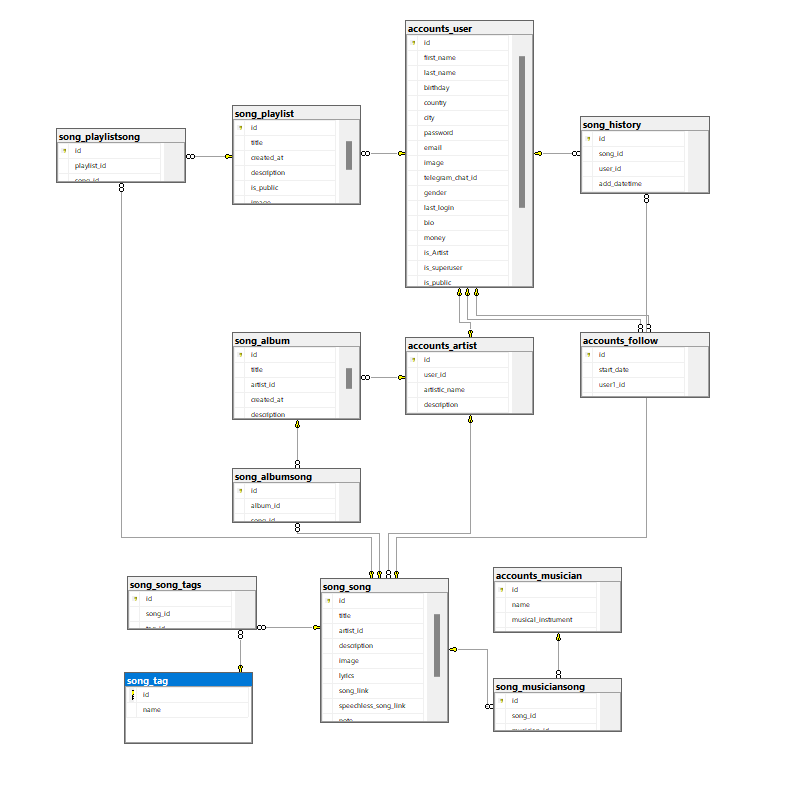 accounts_user
id
first_name
last_name
birthday
country
city
password
email
image
telegram_chat_id
gender
last_login
bio
money
is_Artist
is_superuser
is_public
song_playlist
id
title
created_at
description
is_public
image
song_history
id
song_id
user_id
add_datetime
song_playlistsong
id
playlist_id
song_id
song_album
id
title
artist_id
created_at
description
accounts_artist
id
user_id
artistic_name
description
accounts_follow
id
start_date
user1_id
song_albumsong
id
album_id
song_id
song_song_tags
id
song_id
tag_id
song_song
id
title
artist_id
description
image
lyrics
song_link
speechless_song_link
note
accounts_musician
id
name
musical_instrument
song_tag
id
name
song_musiciansong
id
song_id
musician_id